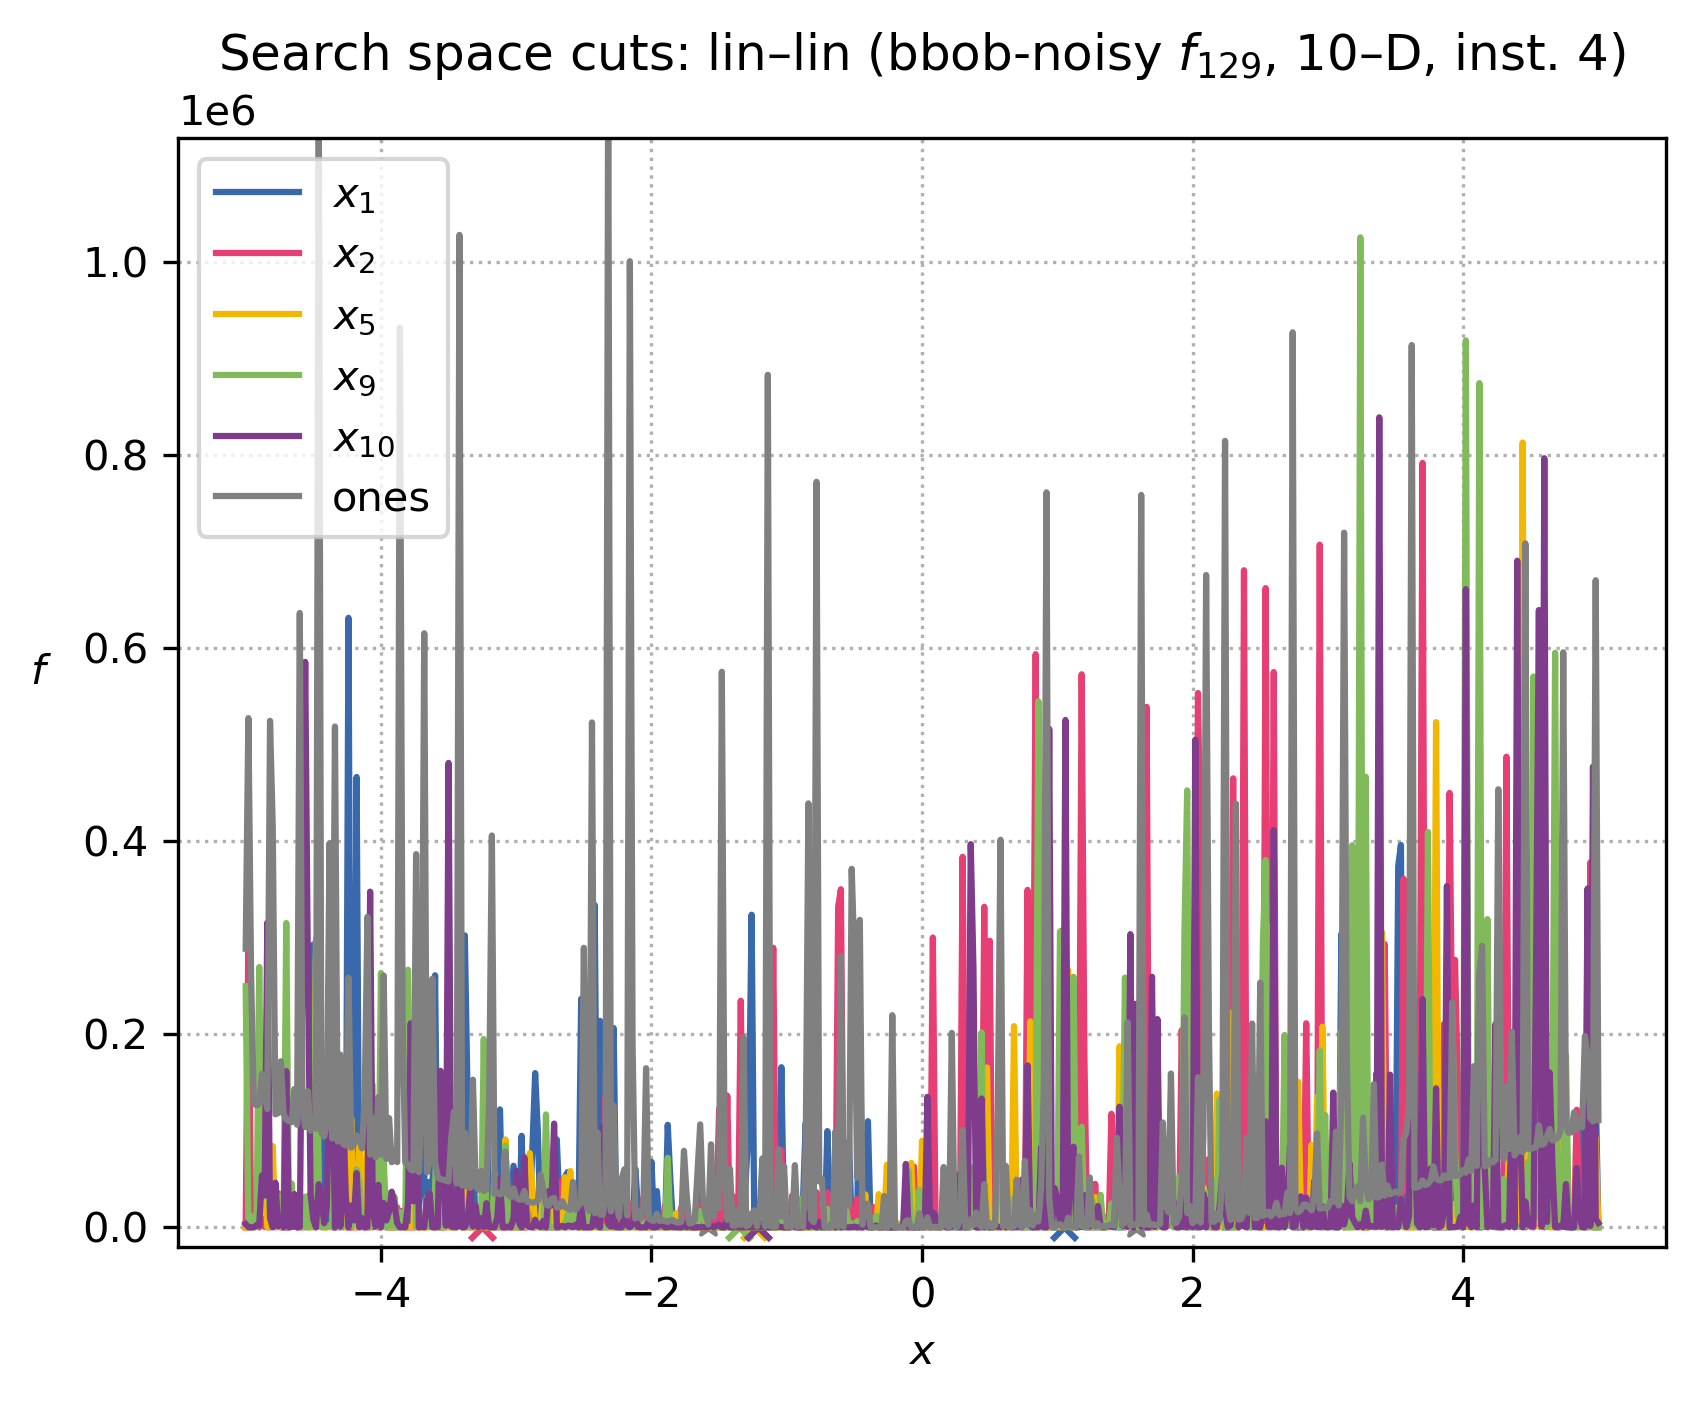 Search space cuts: lin–lin (bbob-noisy f₁₂₉, 10–D, inst. 4)
1e6
x₁
x₂
x₅
x₉
x₁₀
ones
1.0
0.8
0.6
0.4
0.2
0.0
f
−4
−2
0
2
4
x